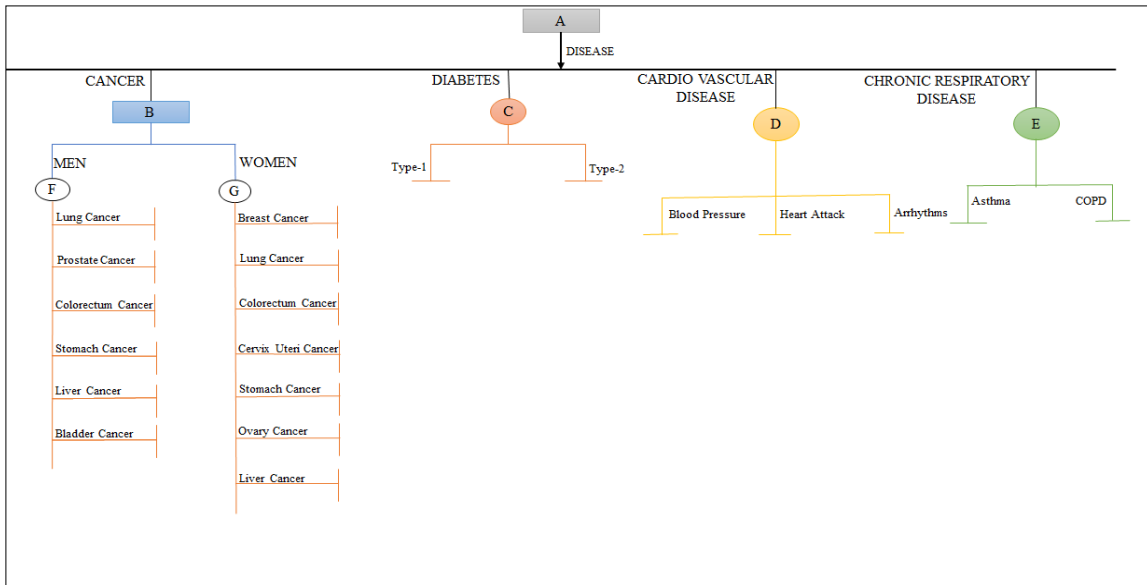 A
DISEASE
CANCER
DIABETES
CARDIO VASCULAR
DISEASE
CHRONIC RESPIRATORY
DISEASE
B
C
D
E
MEN
WOMEN
F
G
Type-1
Type-2
Blood Pressure
Heart Attack
Arrhythms
Asthma
COPD
Lung Cancer
Prostate Cancer
Colorectum Cancer
Stomach Cancer
Liver Cancer
Bladder Cancer
Breast Cancer
Lung Cancer
Colorectum Cancer
Cervix Uteri Cancer
Stomach Cancer
Ovary Cancer
Liver Cancer